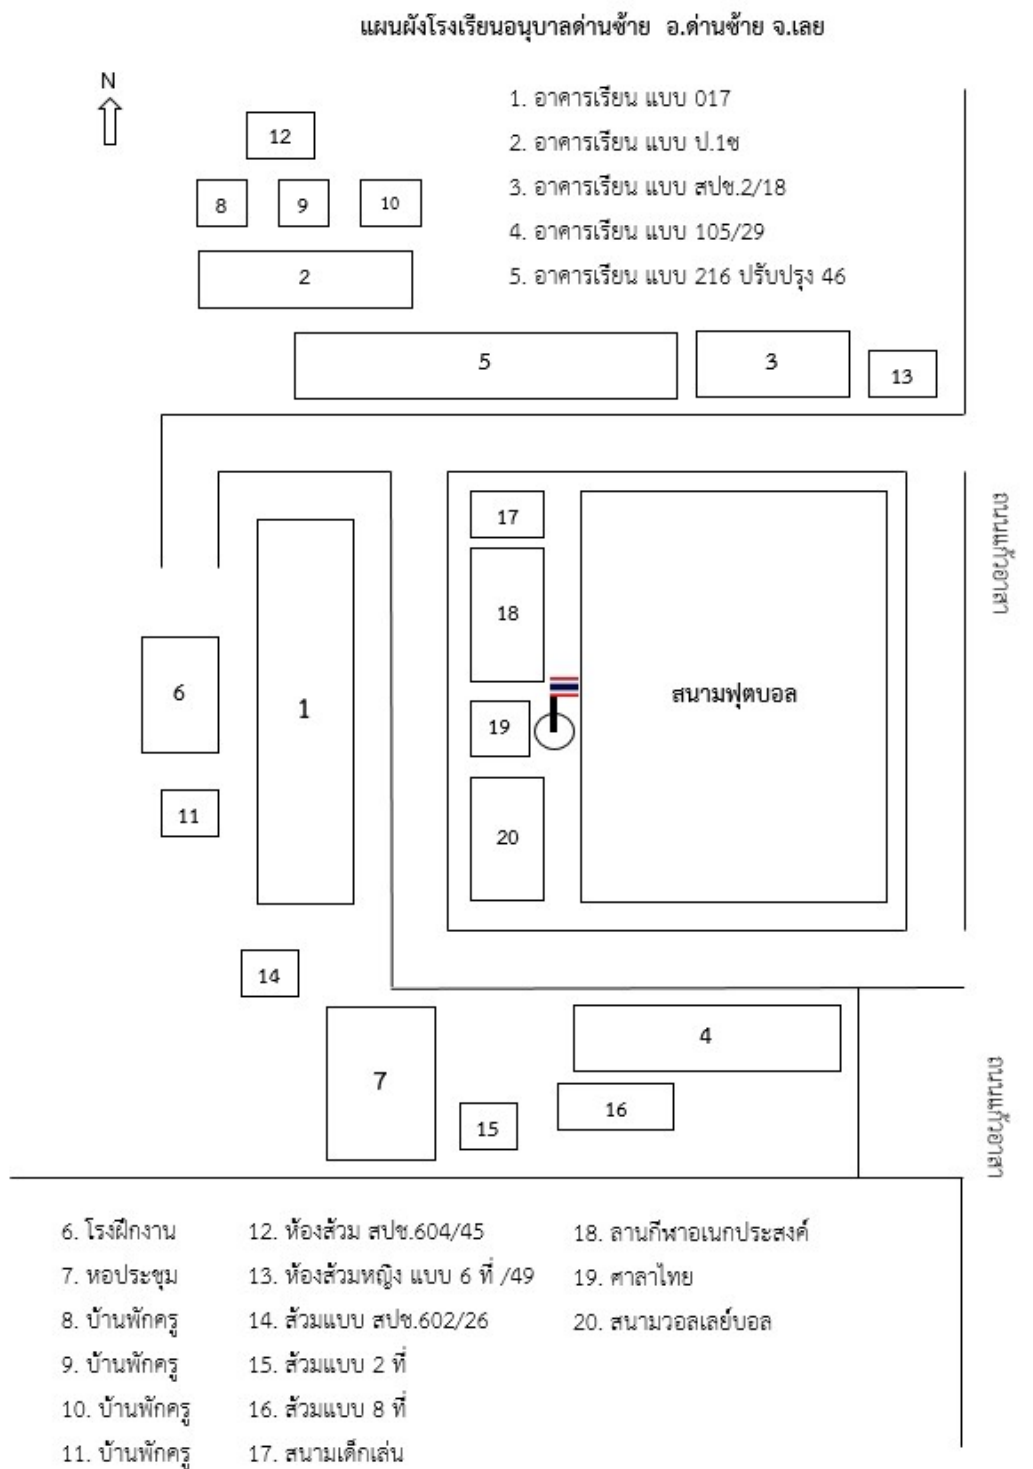 แผนผังโรงเรียนอนุบาลด่านซ้าย อ.ด่านซ้าย จ.เลย
N
1. อาคารเรียน แบบ 017
2. อาคารเรียน แบบ ป.1ซ
3. อาคารเรียน แบบ สปช.2/18
4. อาคารเรียน แบบ 105/29
5. อาคารเรียน แบบ 216 ปรับปรุง 46
12
8
9
10
2
5
3
13
17
18
19
20
สนามฟุตบอล
ถนนแก้วอาสา
6
1
11
14
7
4
15
16
ถนนแก้วอาสา
6. โรงฝึกงาน
7. หอประชุม
8. บ้านพักครู
9. บ้านพักครู
10. บ้านพักครู
11. บ้านพักครู
12. ห้องส้วม สปช.604/45
13. ห้องส้วมหญิง แบบ 6 ที่ /49
14. ส้วมแบบ สปช.602/26
15. ส้วมแบบ 2 ที่
16. ส้วมแบบ 8 ที่
17. สนามเด็กเล่น
18. ลานกีฬาอเนกประสงค์
19. ศาลาไทย
20. สนามวอลเลย์บอล